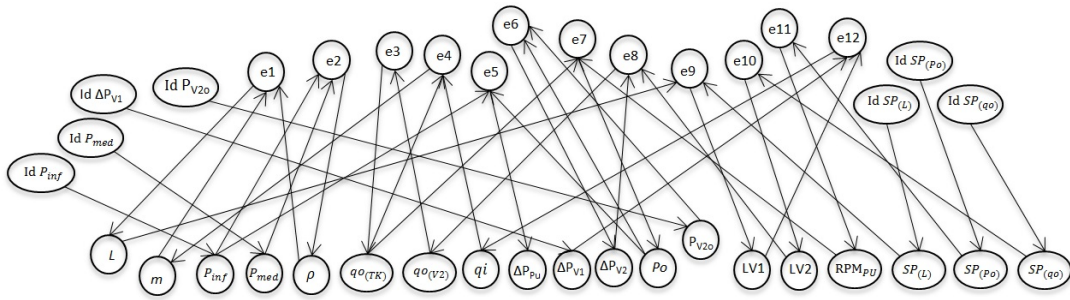 e1
e2
e3
e4
e5
e6
e7
e8
e9
e10
e11
e12
Id ΔP_V1
Id P_V2o
Id P_med
Id P_inf
Id SP_(Po)
Id SP_(L)
Id SP_(qo)
L
m
P_inf
P_med
ρ
qo_(TK)
qo_(V2)
qi
ΔP_Pu
ΔP_V1
ΔP_V2
Po
P_V2o
LV1
LV2
RPM_PU
SP_(L)
SP_(Po)
SP_(qo)